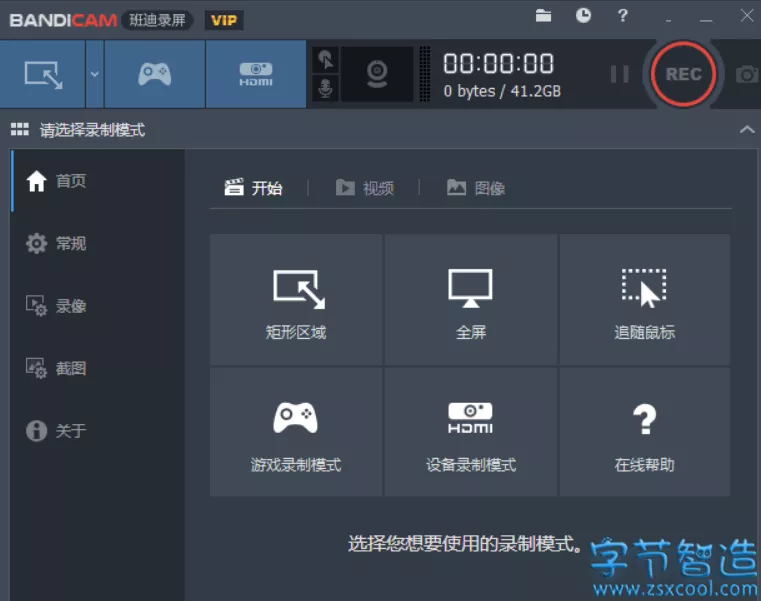 BANDICAM 班迪录屏 VIP
HDMI
00:00:00
0 bytes / 41.2GB
REC
请选择录制模式
首页
常规
录像
截图
关于
开始 视频 图像
矩形区域 全屏 追随鼠标
HDMI
游戏录制模式 设备录制模式 在线帮助
选择您想要使用的录制模式。
字节智造
www.zsxcool.com